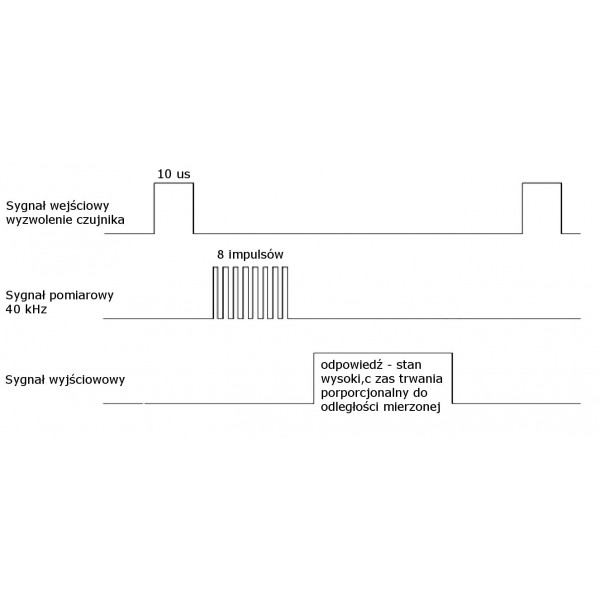 10 us
Sygnał wejściowy
wyzwolenie czujnika
8 impulsów
Sygnał pomiarowy
40 kHz
Sygnał wyjściowowy
odpowiedź - stan
wysoki,c zas trwania
porporcjonalny do
odległości mierzonej